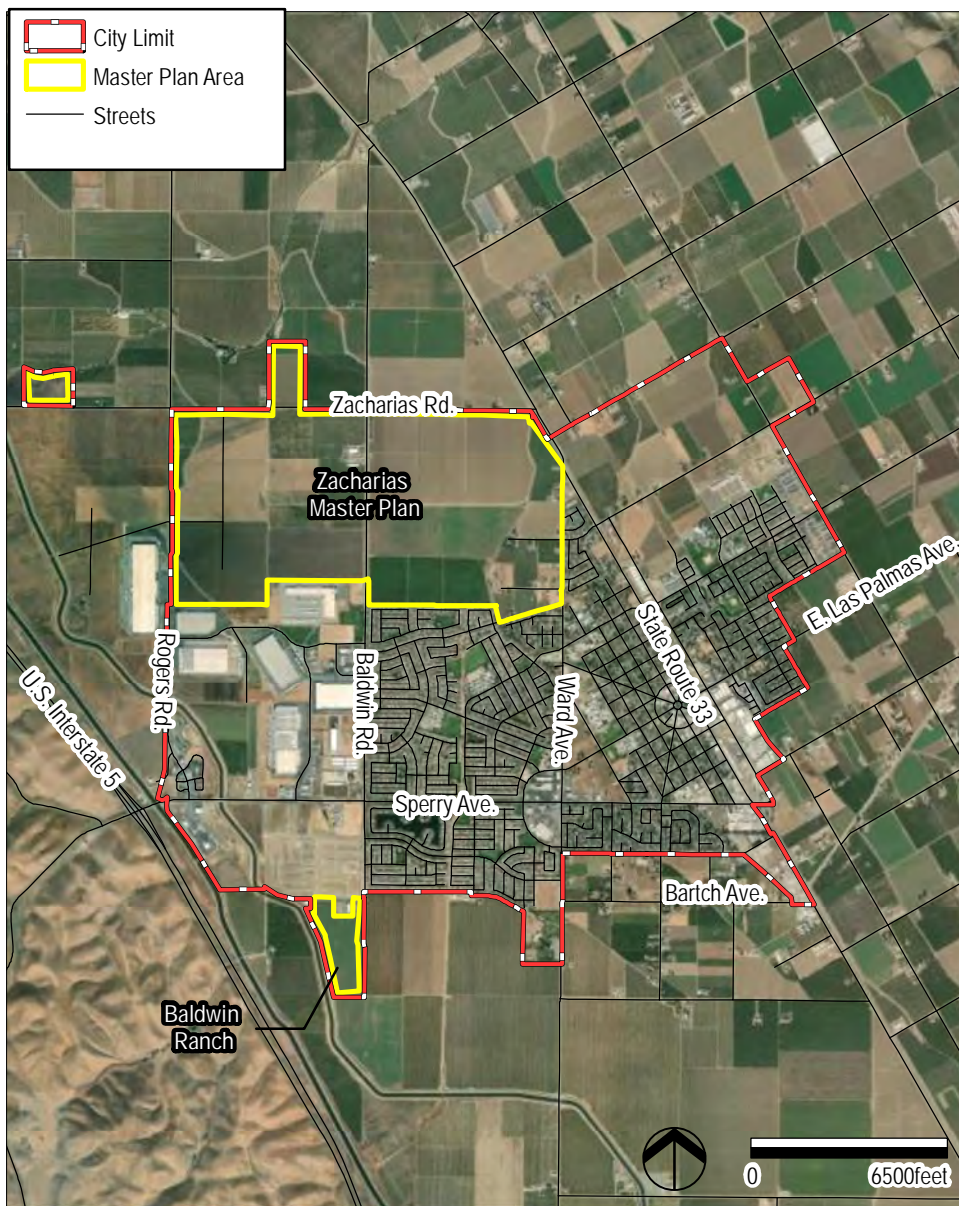 City Limit
Master Plan Area
Streets
Zacharias Rd.
Zacharias
Master Plan
E. Las Palmas Ave.
State Route 33
Rogers Rd.
Baldwin Rd.
Ward Ave.
U.S. Interstate 5
Sperry Ave.
Bartch Ave.
Baldwin
Ranch
0 6500feet